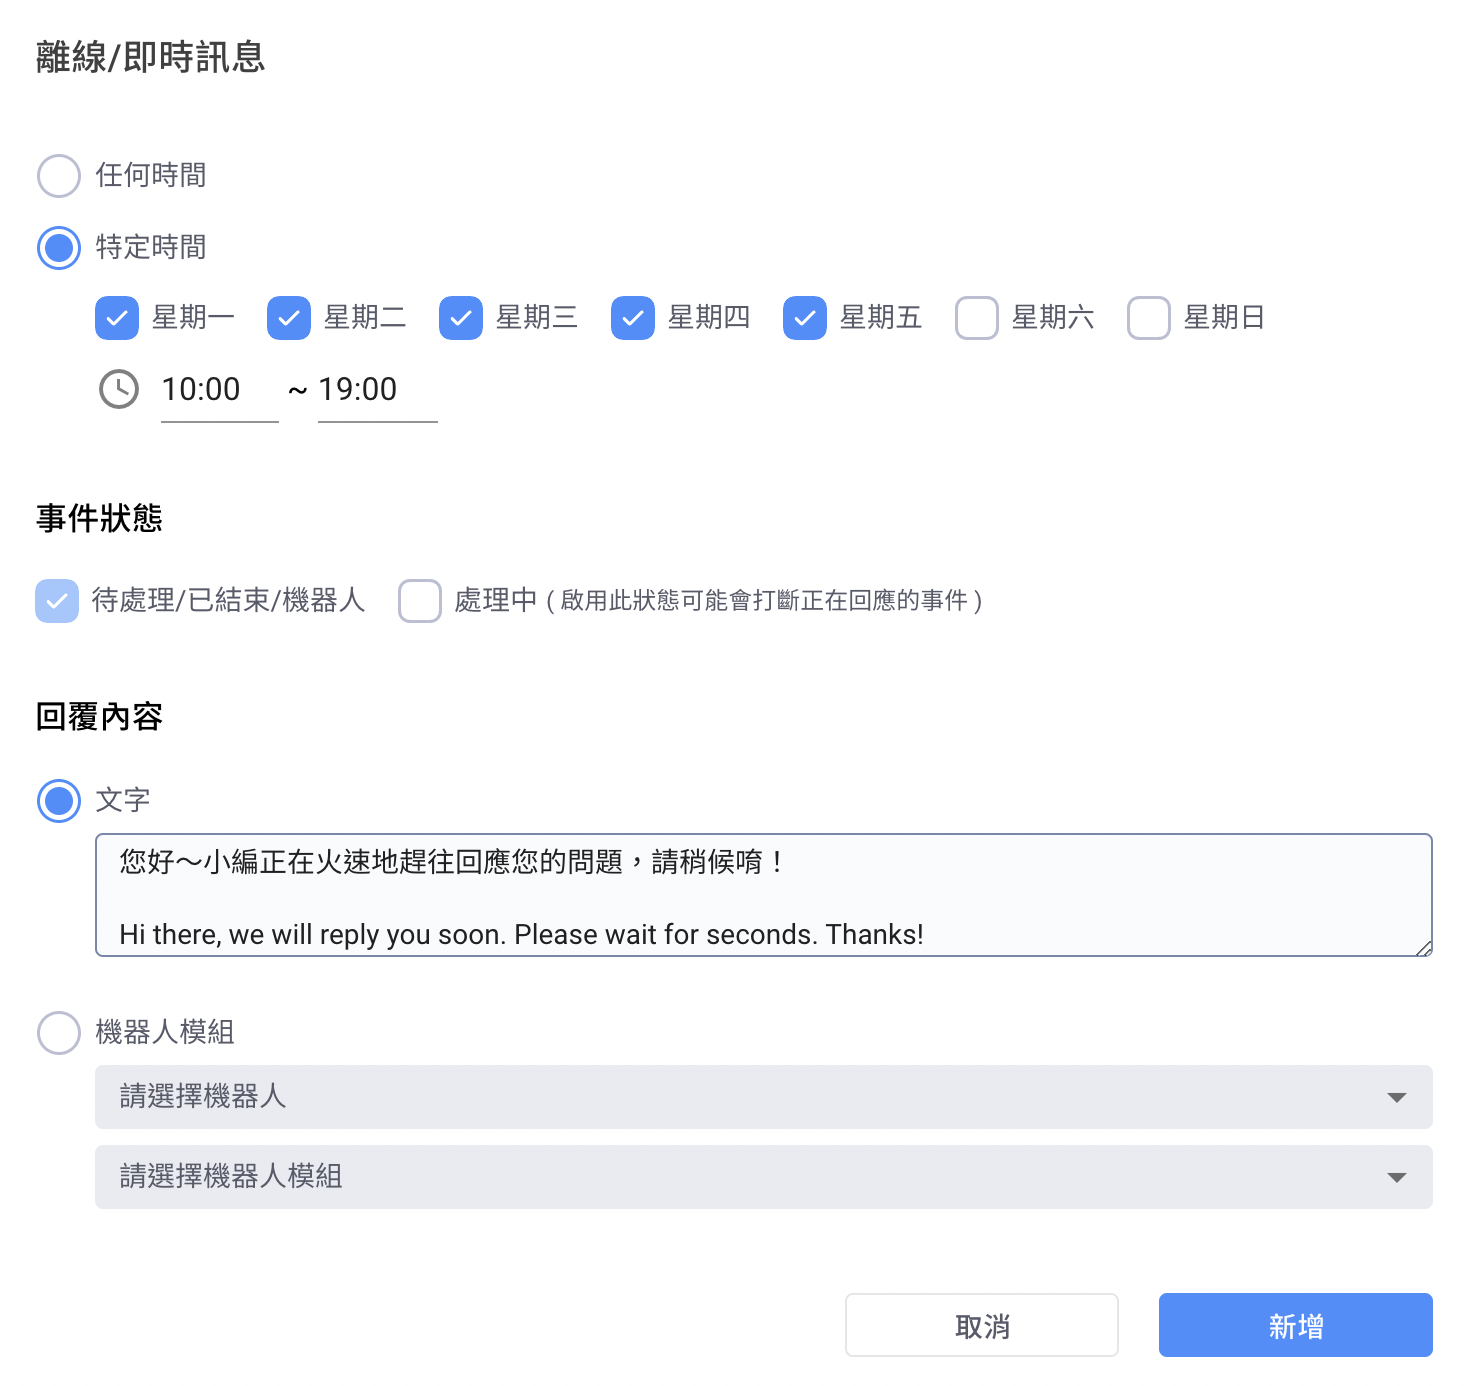 離線/即時訊息
任何時間
特定時間
星期一 星期二 星期三 星期四 星期五 星期六 星期日
10:00 ~ 19:00
事件狀態
待處理/已結束/機器人 處理中 ( 啟用此狀態可能會打斷正在回應的事件 )
回覆內容
文字
您好～小編正在火速地趕往回應您的問題，請稍候唷！
Hi there, we will reply you soon. Please wait for seconds. Thanks!
機器人模組
請選擇機器人
請選擇機器人模組
取消 新增